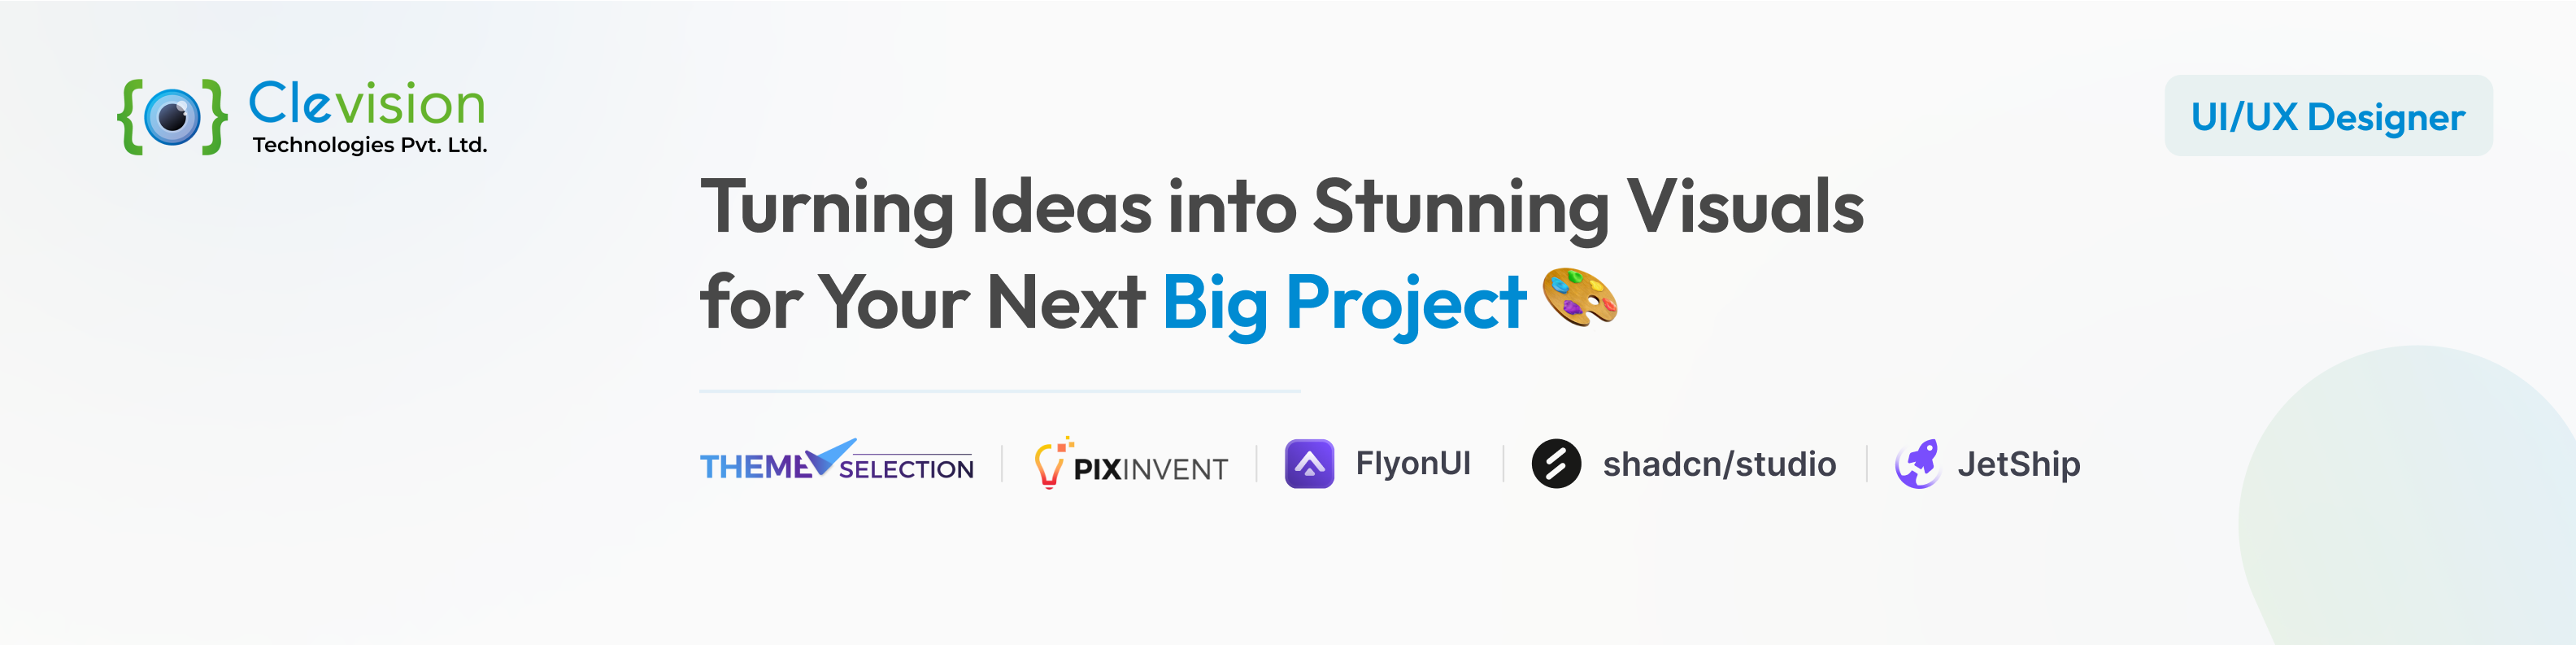 Clevision
Technologies Pvt. Ltd.
UI/UX Designer
Turning Ideas into Stunning Visuals
for Your Next Big Project
THEMESELECTION
PIXINVENT
FlyonUI
shadcn/studio
JetShip